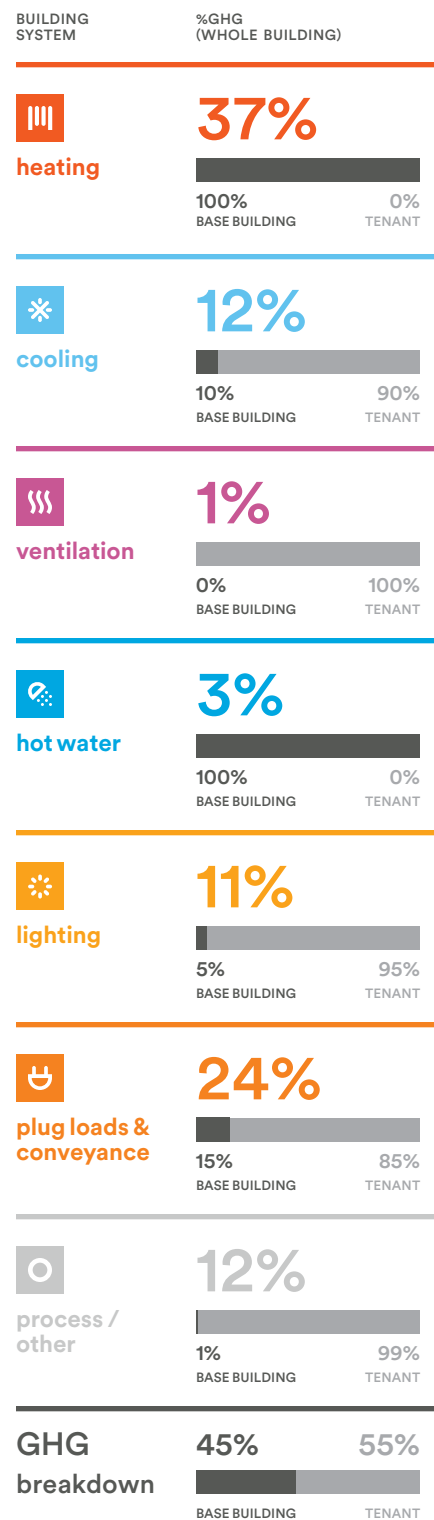 BUILDING SYSTEM
%GHG (WHOLE BUILDING)
37%
heating
100% 0%
BASE BUILDING TENANT
12%
cooling
10% 90%
BASE BUILDING TENANT
1%
ventilation
0% 100%
BASE BUILDING TENANT
3%
hot water
100% 0%
BASE BUILDING TENANT
11%
lighting
5% 95%
BASE BUILDING TENANT
24%
plug loads &
conveyance
15% 85%
BASE BUILDING TENANT
12%
process /
other
1% 99%
BASE BUILDING TENANT
GHG 45% 55%
breakdown
BASE BUILDING TENANT